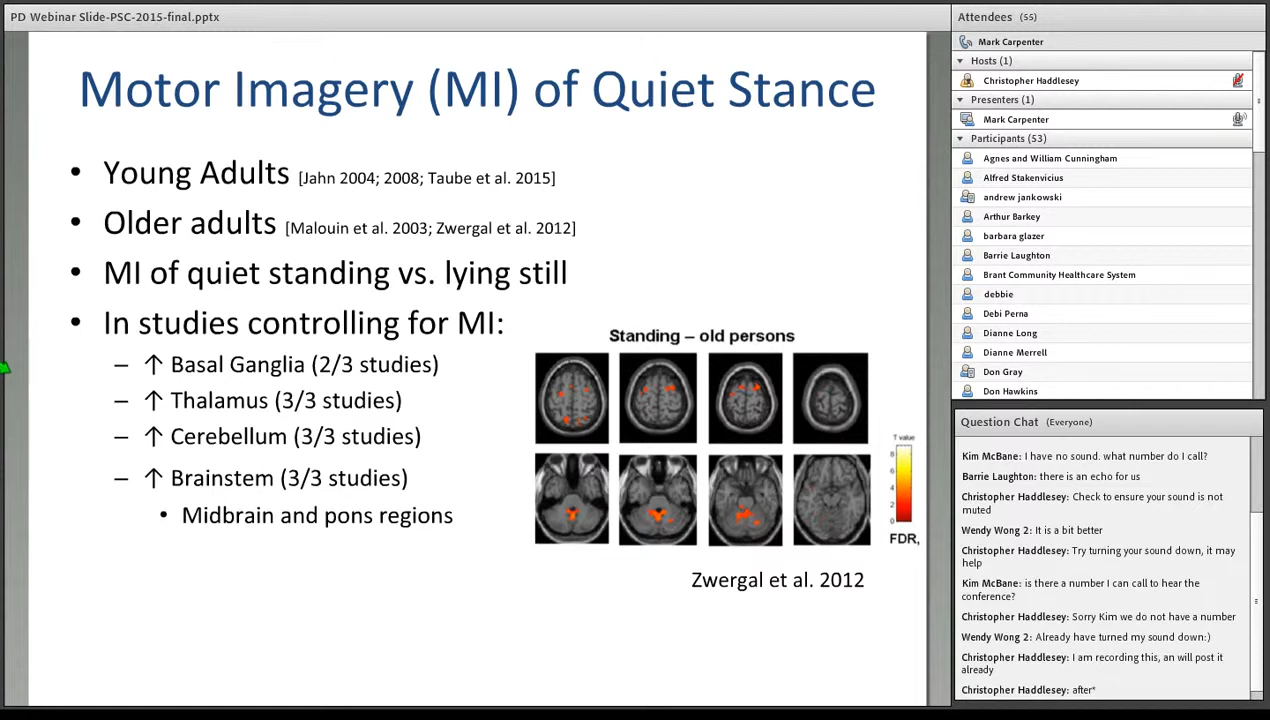 PD Webinar Slide-PSC-2015-final.pptx
Motor Imagery (MI) of Quiet Stance
• Young Adults [Jahn 2004; 2008; Taube et al. 2015]
• Older adults [Malouin et al. 2003; Zwergal et al. 2012]
• MI of quiet standing vs. lying still
• In studies controlling for MI:
– ↑ Basal Ganglia (2/3 studies)
– ↑ Thalamus (3/3 studies)
– ↑ Cerebellum (3/3 studies)
– ↑ Brainstem (3/3 studies)
• Midbrain and pons regions
Standing – old persons
T value
8
6
4
2
0
FDR,
Zwergal et al. 2012
Attendees (55)
Mark Carpenter
Hosts (1)
Christopher Haddlesey
Presenters (1)
Mark Carpenter
Participants (53)
Agnes and William Cunningham
Alfred Stakenvicius
andrew jankowski
Arthur Barkey
barbara glazer
Barrie Laughton
Brant Community Healthcare System
debbie
Debi Perna
Dianne Long
Dianne Merrell
Don Gray
Don Hawkins
Question Chat (Everyone)
Kim McBane: I have no sound. what number do I call?
Barrie Laughton: there is an echo for us
Christopher Haddlesey: Check to ensure your sound is not
muted
Wendy Wong 2: It is a bit better
Christopher Haddlesey: Try turning your sound down, it may
help
Kim McBane: is there a number I can call to hear the
conference?
Christopher Haddlesey: Sorry Kim we do not have a number
Wendy Wong 2: Already have turned my sound down:)
Christopher Haddlesey: I am recording this, an will post it
already
Christopher Haddlesey: after*